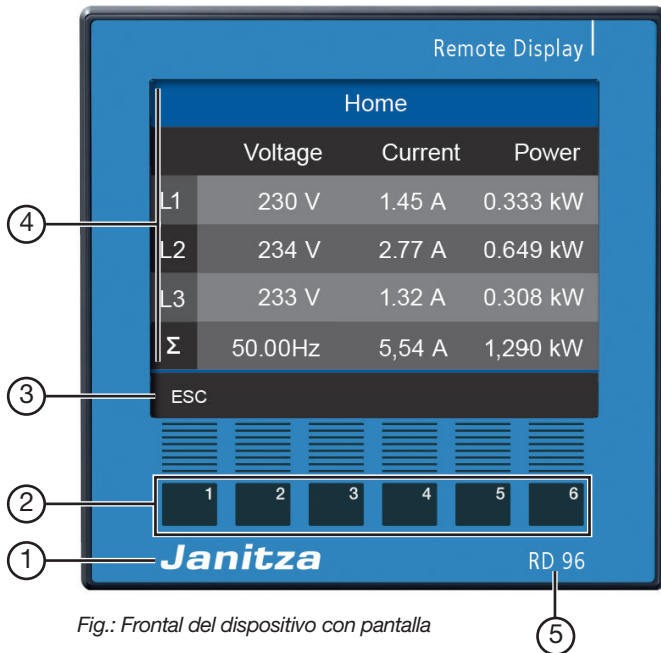 Remote Display
Home
Voltage Current Power
L1 230 V 1.45 A 0.333 kW
④ L2 234 V 2.77 A 0.649 kW
L3 233 V 1.32 A 0.308 kW
Σ 50.00Hz 5,54 A 1,290 kW
③ ESC
② 1 2 3 4 5 6
① Janitza RD 96
Fig.: Frontal del dispositivo con pantalla
⑤